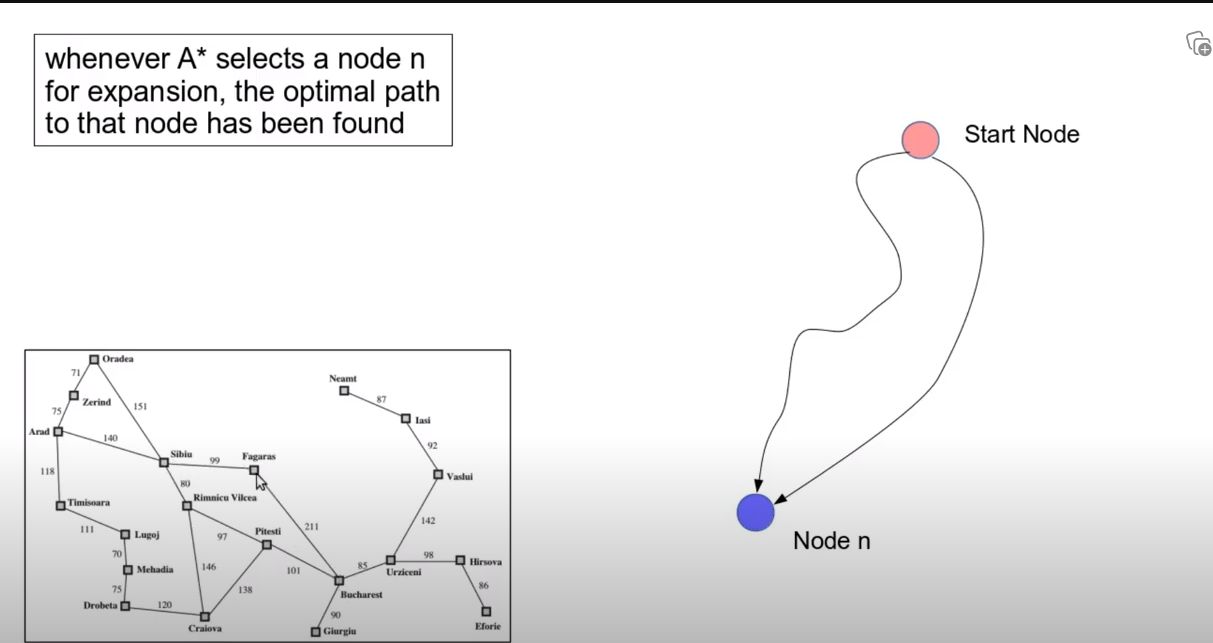 whenever A* selects a node n
for expansion, the optimal path
to that node has been found
Start Node
Node n
Oradea
71
Zerind
151
75
Arad
140
Sibiu
99
Fagaras
118
80
Rimnicu Vilcea
Timisoara
111
Lugoj
97
Pitesti
211
70
Mehadia
146
101
75
138
Drobeta
120
Craiova
Neamt
87
Iasi
92
Vaslui
142
85
Urziceni
98
Hirsova
86
Bucharest
90
Giurgiu
Eforie